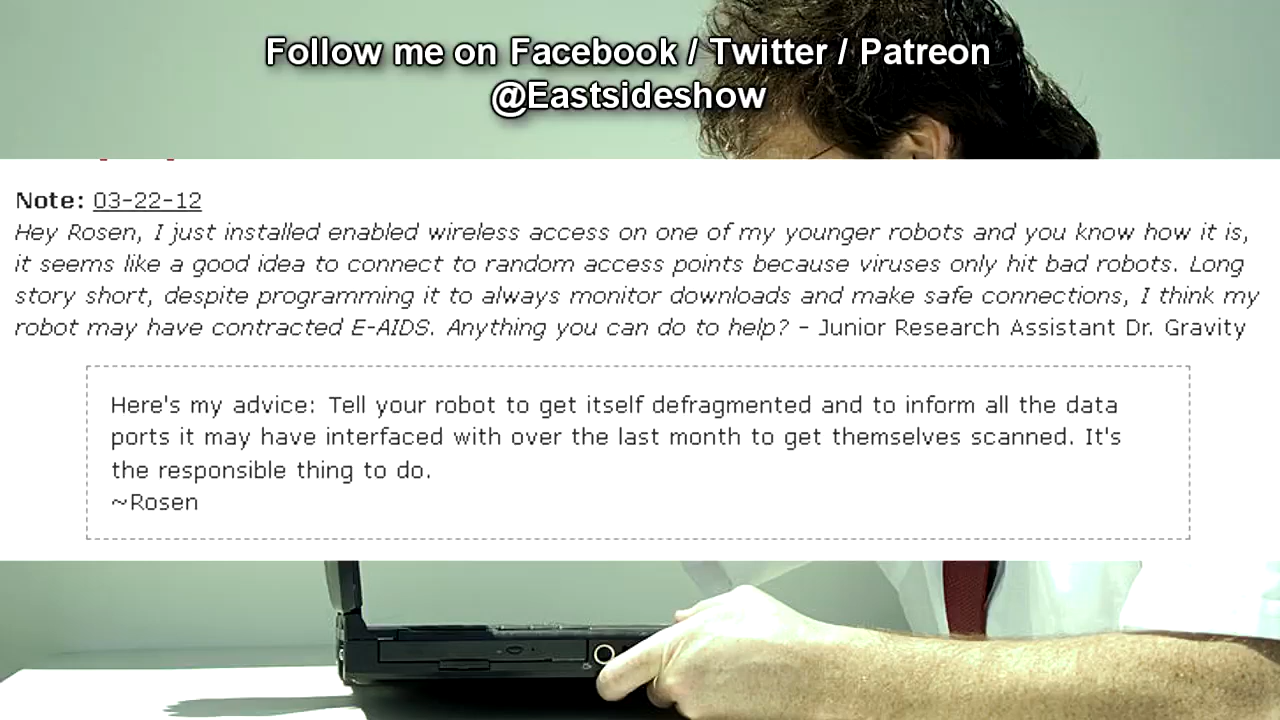 Follow me on Facebook / Twitter / Patreon
@Eastsideshow
Note: 03-22-12
Hey Rosen, I just installed enabled wireless access on one of my younger robots and you know how it is,
it seems like a good idea to connect to random access points because viruses only hit bad robots. Long
story short, despite programming it to always monitor downloads and make safe connections, I think my
robot may have contracted E-AIDS. Anything you can do to help? - Junior Research Assistant Dr. Gravity
Here's my advice: Tell your robot to get itself defragmented and to inform all the data
ports it may have interfaced with over the last month to get themselves scanned. It's
the responsible thing to do.
~Rosen